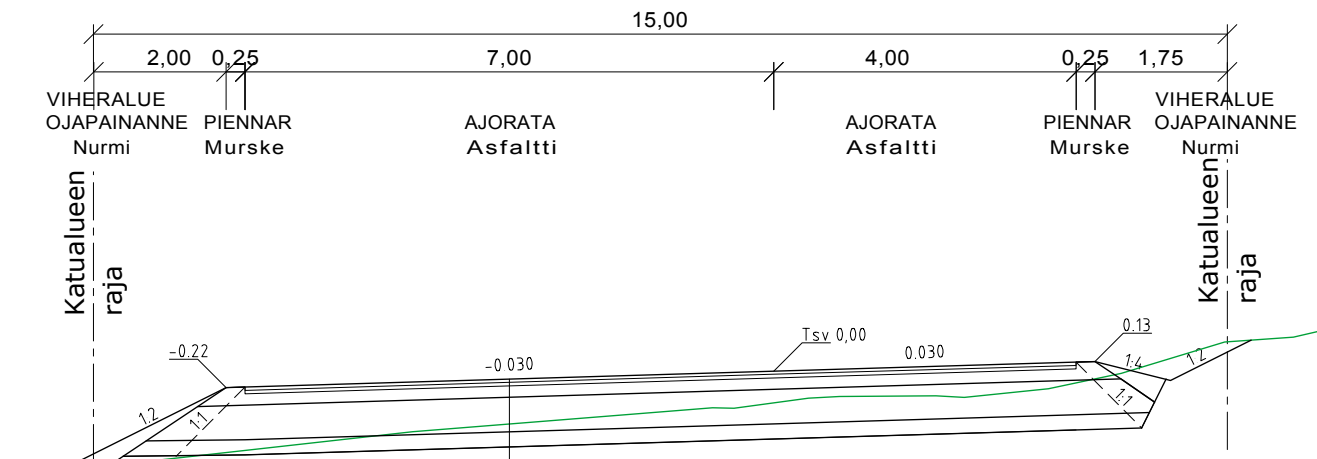 15,00
2,00 0,25 7,00 4,00 0,25 1,75
VIHERALUE
OJAPAINANNE
Nurmi
PIENNAR
Murske
AJORATA
Asfaltti
AJORATA
Asfaltti
PIENNAR
Murske
VIHERALUE
OJAPAINANNE
Nurmi
Katualueen
raja
Katualueen
raja
-0.22
-0 030
Tsv 0,00
0.030
0.13
1:2
1:1
1:4
1:2
1:1